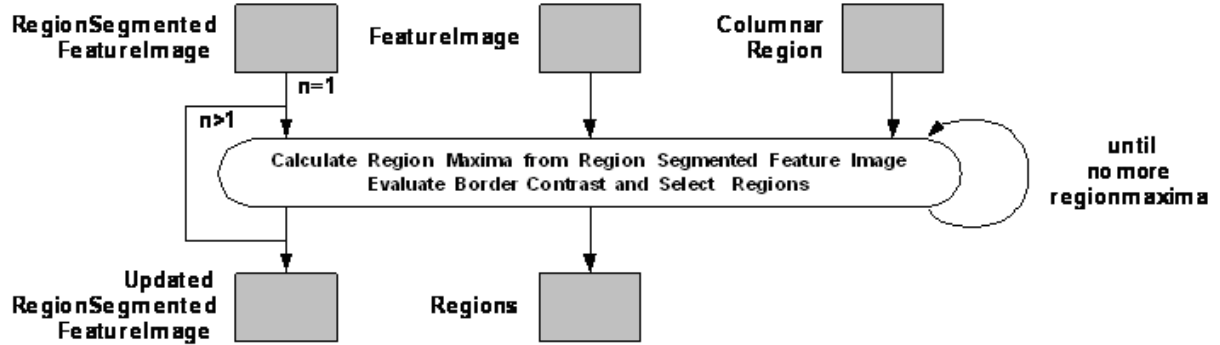 RegionSegmented
FeatureImage
FeatureImage
Columnar
Region
n=1
n>1
Calculate Region Maxima from Region Segmented Feature Image
Evaluate Border Contrast and Select Regions
until
no more
regionmaxima
Updated
RegionSegmented
FeatureImage
Regions